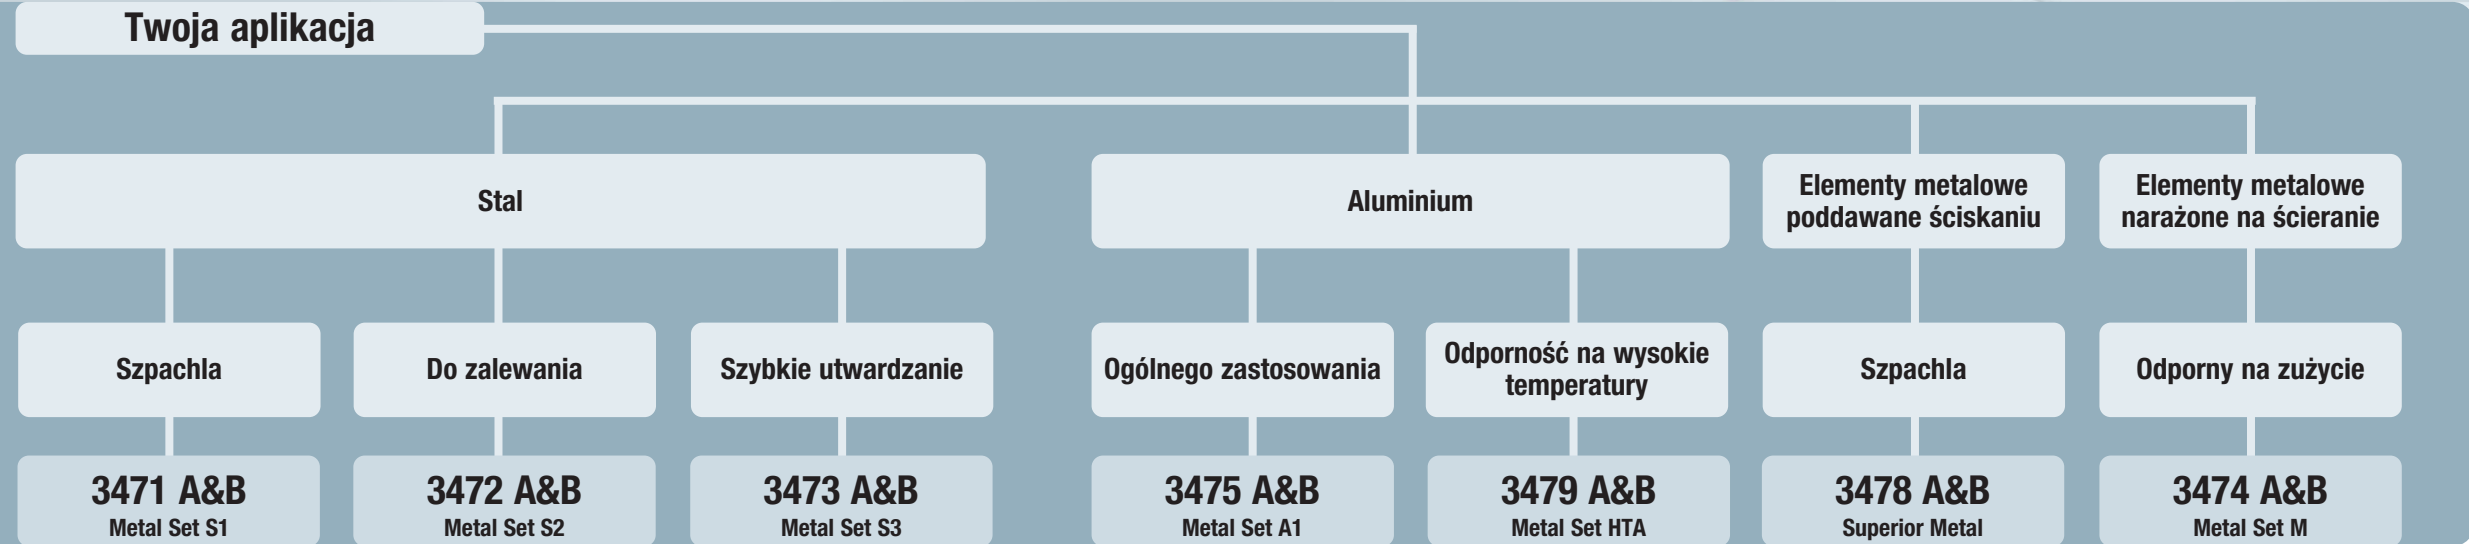 Twoja aplikacja
Stal
Aluminium
Elementy metalowe
poddawane ściskaniu
Elementy metalowe
narażone na ścieranie
Szpachla
Do zalewania
Szybkie utwardzanie
Ogólnego zastosowania
Odporność na wysokie
temperatury
Szpachla
Odporny na zużycie
3471 A&B
Metal Set S1
3472 A&B
Metal Set S2
3473 A&B
Metal Set S3
3475 A&B
Metal Set A1
3479 A&B
Metal Set HTA
3478 A&B
Superior Metal
3474 A&B
Metal Set M